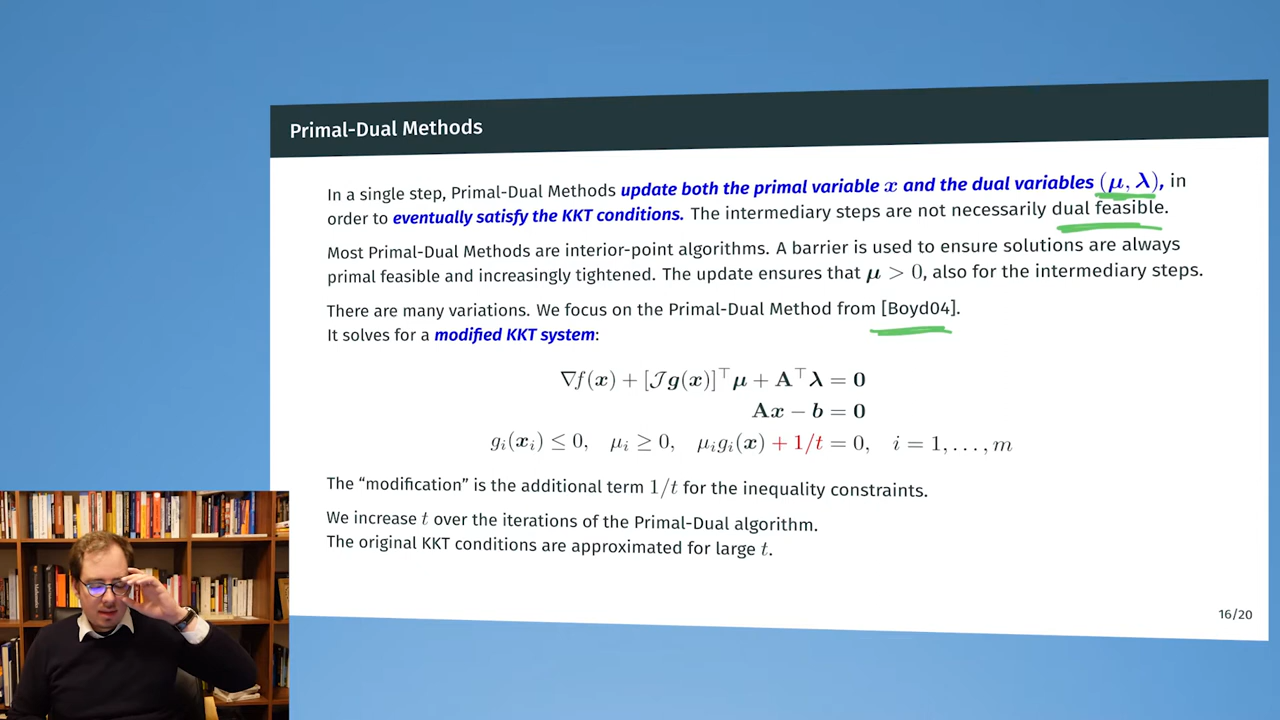 Primal-Dual Methods
In a single step, Primal-Dual Methods update both the primal variable x and the dual variables (μ, λ), in
order to eventually satisfy the KKT conditions. The intermediary steps are not necessarily dual feasible.
Most Primal-Dual Methods are interior-point algorithms. A barrier is used to ensure solutions are always
primal feasible and increasingly tightened. The update ensures that μ > 0, also for the intermediary steps.
There are many variations. We focus on the Primal-Dual Method from [Boyd04].
It solves for a modified KKT system:
∇f(x) + [𝒥g(x)]⊤μ + A⊤λ = 0
Ax − b = 0
gᵢ(xᵢ) ≤ 0, μᵢ ≥ 0, μᵢgᵢ(x) + 1/t = 0, i = 1, . . . , m
The “modification” is the additional term 1/t for the inequality constraints.
We increase t over the iterations of the Primal-Dual algorithm.
The original KKT conditions are approximated for large t.
16/20